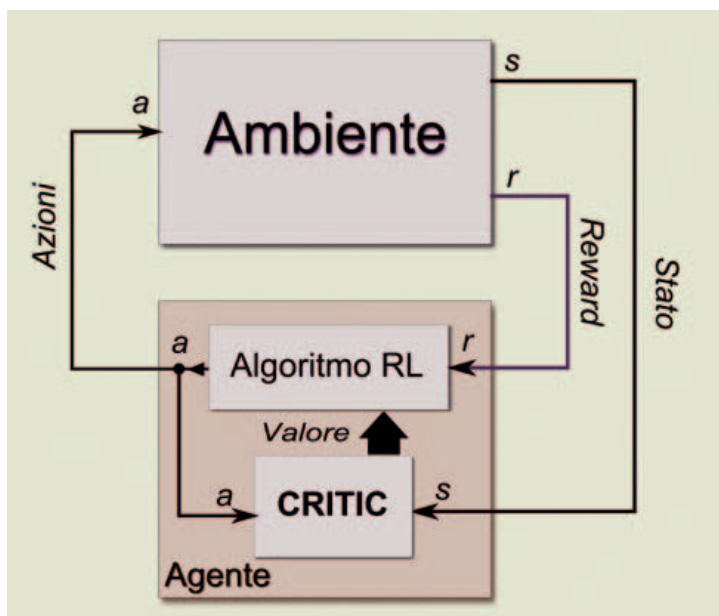 s
a
Ambiente
r
Azioni
Reward
Stato
a
Algoritmo RL
r
Valore
a
CRITIC
s
Agente